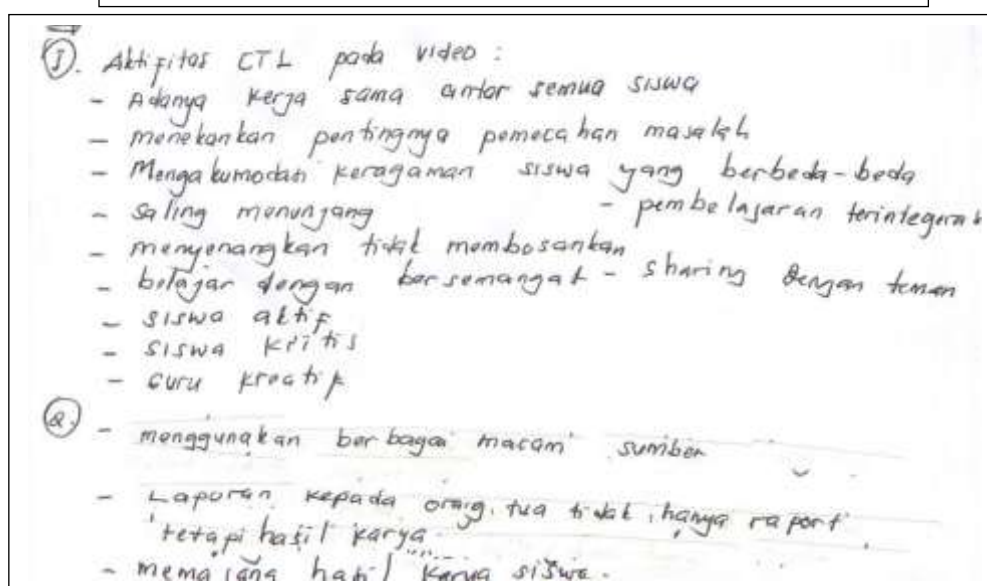 ①. Aktifitas CTL pada video :
- Adanya kerja sama antar semua siswa
- menekankan pentingnya pemecahan masalah
- Mengakumodasi keragaman siswa yang berbeda-beda
- Saling menunjang - pembelajaran
- menyenangkan tidak membosankan
- belajar dengan bersemangat - sharing dengan teman
- siswa aktif
- siswa kritis
- Guru kreatif
②. - menggunakan berbagai macam sumber
- Laporan kepada orang tua tidak hanya raport
tetapi hasil karya
- memajang hasil karya siswa.